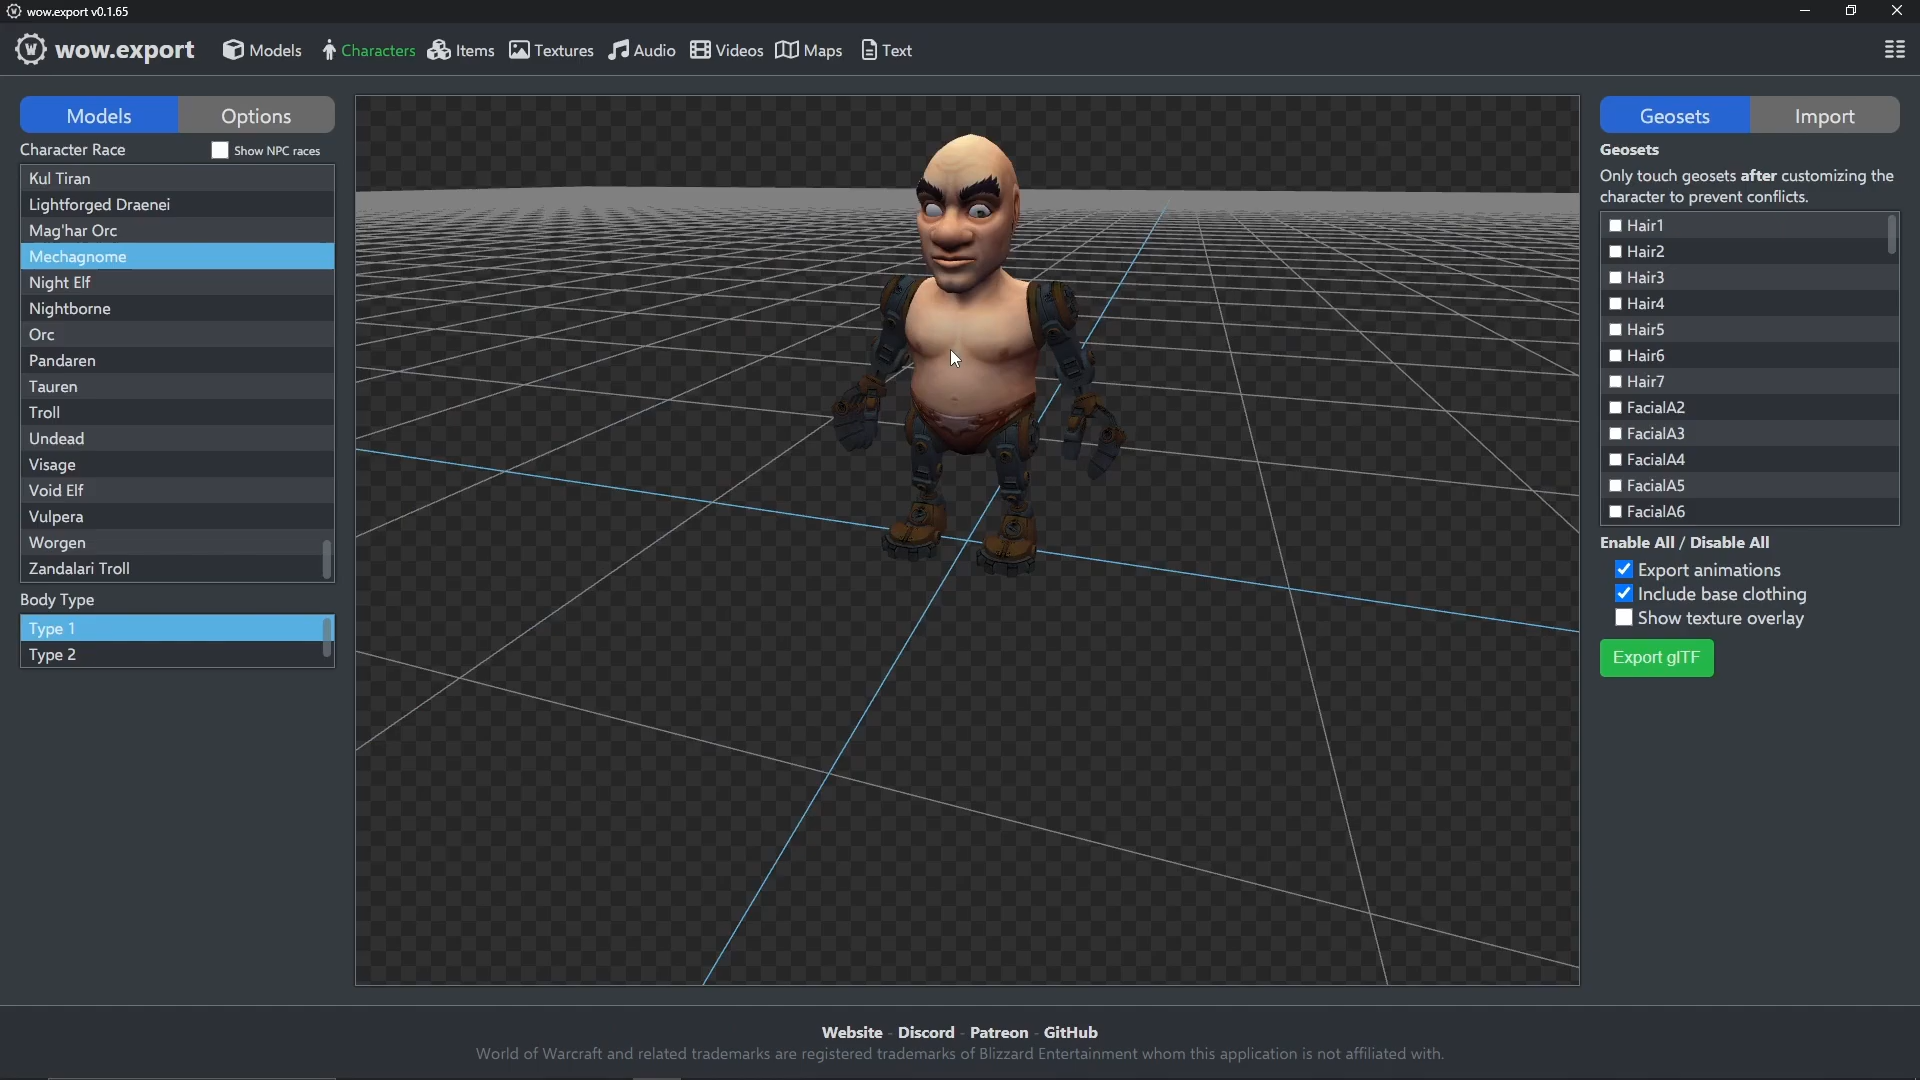 wow.export v0.1.65
wow.export Models Characters Items Textures Audio Videos Maps Text
Models Options
Character Race Show NPC races
Kul Tiran
Lightforged Draenei
Mag'har Orc
Mechagnome
Night Elf
Nightborne
Orc
Pandaren
Tauren
Troll
Undead
Visage
Void Elf
Vulpera
Worgen
Zandalari Troll
Body Type
Type 1
Type 2
Geosets Import
Geosets
Only touch geosets after customizing the
character to prevent conflicts.
Hair1
Hair2
Hair3
Hair4
Hair5
Hair6
Hair7
FacialA2
FacialA3
FacialA4
FacialA5
FacialA6
Enable All / Disable All
Export animations
Include base clothing
Show texture overlay
Export glTF
Website - Discord - Patreon - GitHub
World of Warcraft and related trademarks are registered trademarks of Blizzard Entertainment whom this application is not affiliated with.